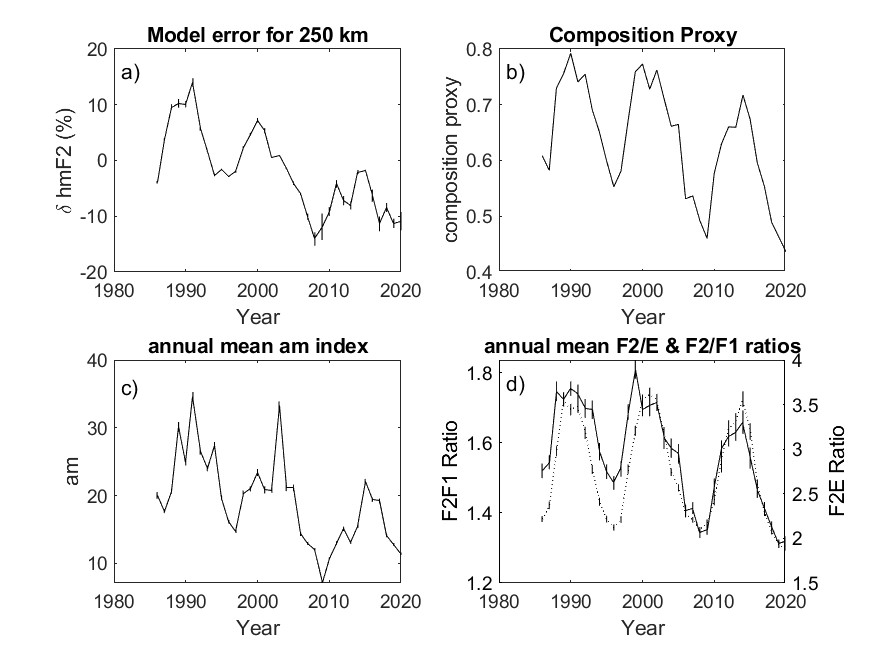 Model error for 250 km
a)
20
10
0
-10
-20
δ hmF2 (%)
1980 1990 2000 2010 2020
Year
Composition Proxy
b)
0.8
0.7
0.6
0.5
0.4
composition proxy
1980 1990 2000 2010 2020
Year
annual mean am index
c)
40
30
20
10
am
1980 1990 2000 2010 2020
Year
annual mean F2/E & F2/F1 ratios
d)
1.8
1.6
1.4
1.2
F2F1 Ratio
4
3.5
3
2.5
2
1.5
F2E Ratio
1980 1990 2000 2010 2020
Year